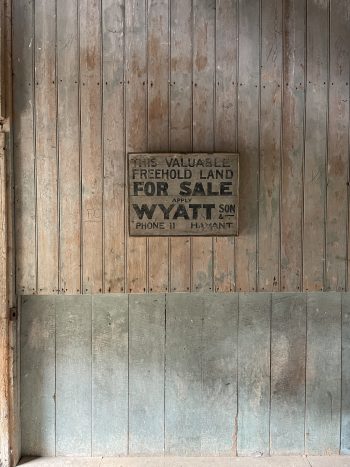 THIS VALUABLE
FREEHOLD LAND
FOR SALE
APPLY
WYATT SON &
'PHONE 11 HAVANT